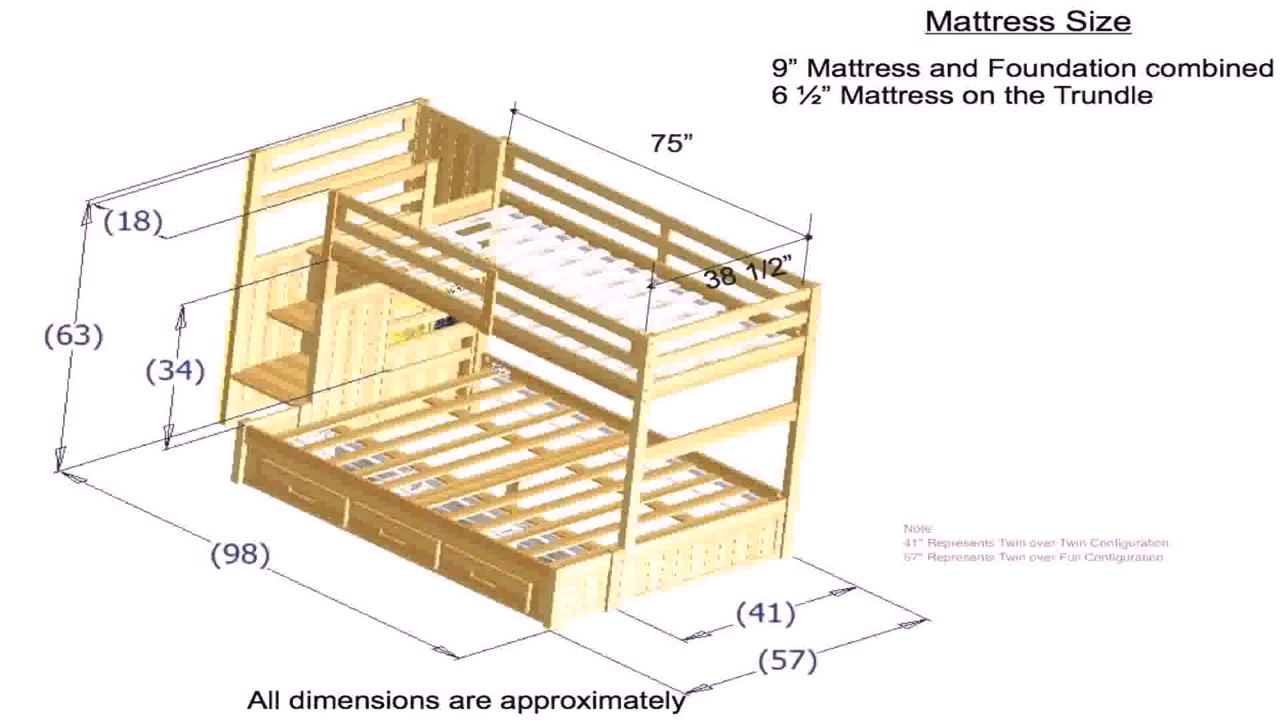 Mattress Size
9” Mattress and Foundation combined
6 ½” Mattress on the Trundle
75”
(18)
38 1/2”
(63)
(34)
Note:
41" Represents Twin over Twin Configuration
57" Represents Twin over Full Configuration
(98)
(41)
(57)
All dimensions are approximately